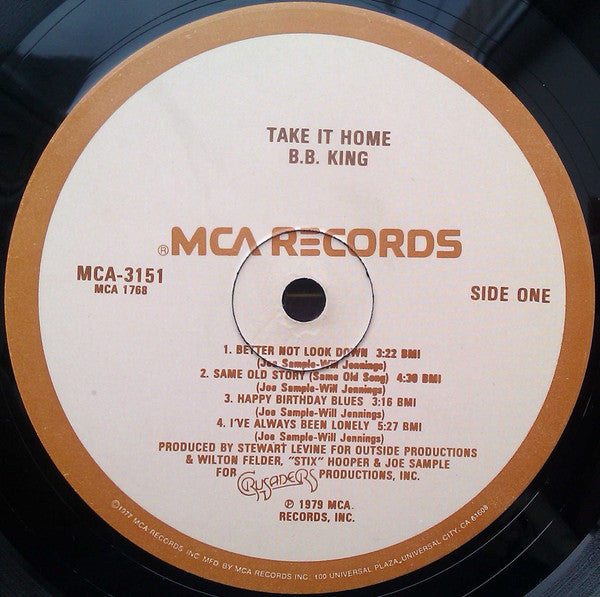 TAKE IT HOME
B.B. KING
®MCA RECORDS
MCA-3151
MCA 1768
SIDE ONE
1. BETTER NOT LOOK DOWN 3:22 BMI
(Joe Sample-Will Jennings)
2. SAME OLD STORY (Same Old Song) 4:30 BMI
(Joe Sample-Will Jennings)
3. HAPPY BIRTHDAY BLUES 3:16 BMI
(Joe Sample-Will Jennings)
4. I'VE ALWAYS BEEN LONELY 5:27 BMI
(Joe Sample-Will Jennings)
PRODUCED BY STEWART LEVINE FOR OUTSIDE PRODUCTIONS
& WILTON FELDER, "STIX" HOOPER & JOE SAMPLE
FOR CRUSADERS PRODUCTIONS, INC.
℗ 1979 MCA
RECORDS, INC.
©1977 MCA RECORDS INC MFD. BY MCA RECORDS INC. 100 UNIVERSAL PLAZA, UNIVERSAL CITY, CA. 91608